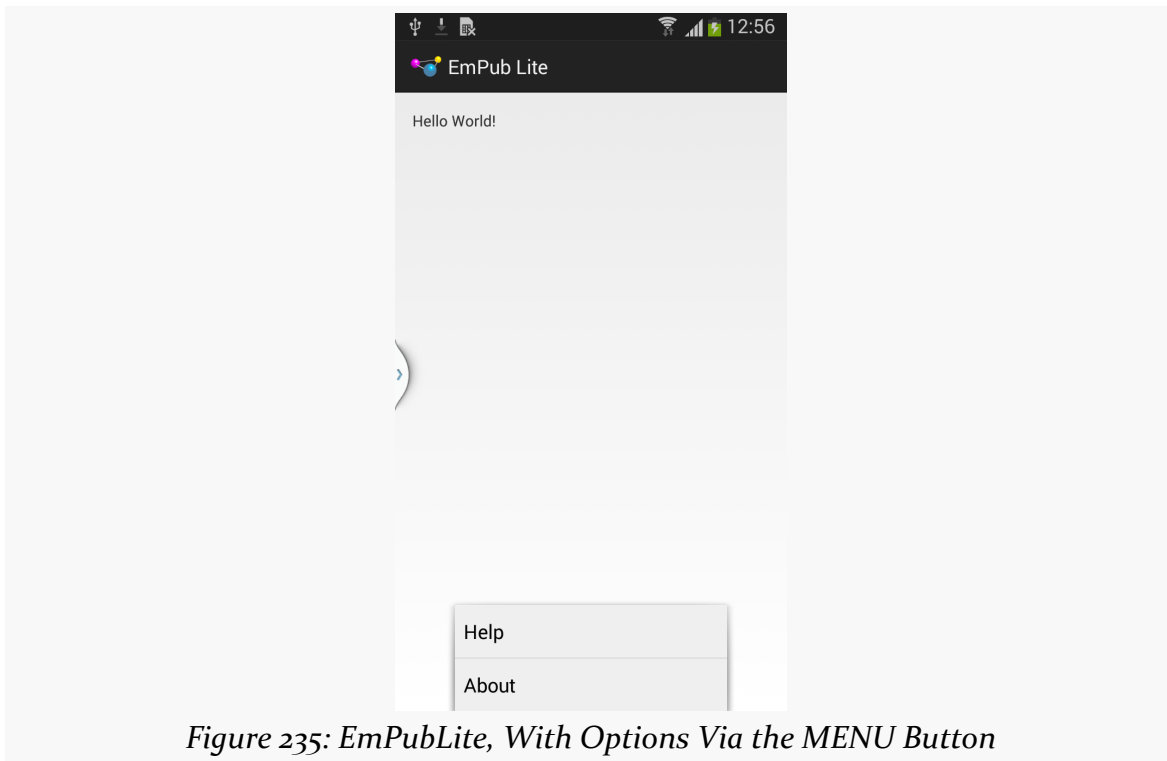 12:56
EmPub Lite
Hello World!
Help
About
Figure 235: EmPubLite, With Options Via the MENU Button